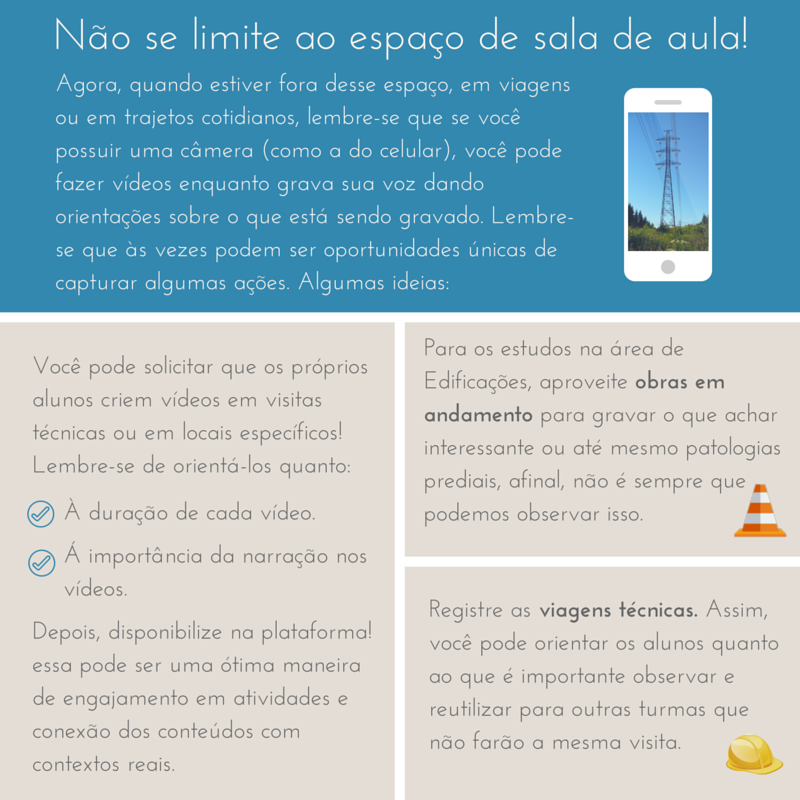 Não se limite ao espaço de sala de aula!
Agora, quando estiver fora desse espaço, em viagens
ou em trajetos cotidianos, lembre-se que se você
possuir uma câmera (como a do celular), você pode
fazer vídeos enquanto grava sua voz dando
orientações sobre o que está sendo gravado. Lembre-
se que às vezes podem ser oportunidades únicas de
capturar algumas ações. Algumas ideias:
Você pode solicitar que os próprios
alunos criem vídeos em visitas
técnicas ou em locais específicos!
Lembre-se de orientá-los quanto:
À duração de cada vídeo.
Á importância da narração nos
vídeos.
Depois, disponibilize na plataforma!
essa pode ser uma ótima maneira
de engajamento em atividades e
conexão dos conteúdos com
contextos reais.
Para os estudos na área de
Edificações, aproveite obras em
andamento para gravar o que achar
interessante ou até mesmo patologias
prediais, afinal, não é sempre que
podemos observar isso.
Registre as viagens técnicas. Assim,
você pode orientar os alunos quanto
ao que é importante observar e
reutilizar para outras turmas que
não farão a mesma visita.